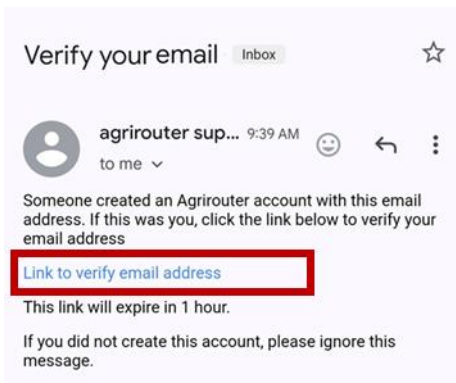 Verify your email Inbox
agrirouter sup... 9:39 AM
to me
Someone created an Agrirouter account with this email
address. If this was you, click the link below to verify your
email address
Link to verify email address
This link will expire in 1 hour.
If you did not create this account, please ignore this
message.